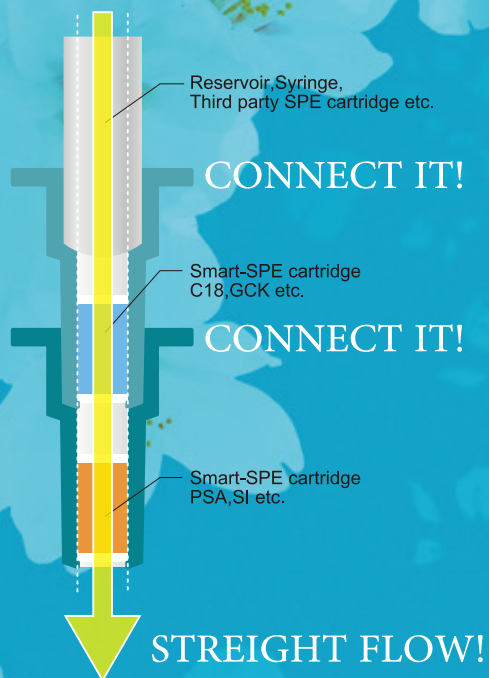 Reservoir,Syringe,
Third party SPE cartridge etc.
CONNECT IT!
Smart-SPE cartridge
C18,GCK etc.
CONNECT IT!
Smart-SPE cartridge
PSA,SI etc.
STREIGHT FLOW!